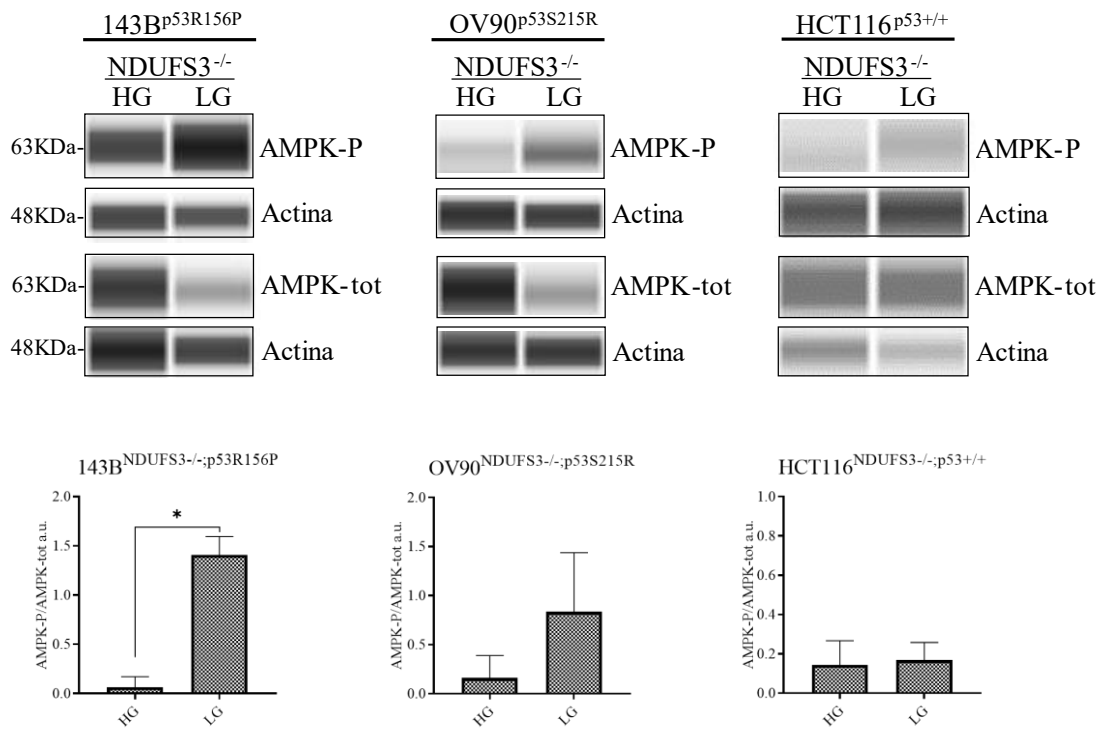 143Bp53R156P OV90p53S215R HCT116p53+/+
NDUFS3-/- NDUFS3-/- NDUFS3-/-
HG LG HG LG HG LG
63KDa- AMPK-P AMPK-P AMPK-P
48KDa- Actina Actina Actina
63KDa- AMPK-tot AMPK-tot AMPK-tot
48KDa- Actina Actina Actina
143BNDUFS3-/-;p53R156P
AMPK-P/AMPK-tot a.u.
2.0
1.5
1.0
0.5
0.0
*
HG LG
OV90NDUFS3-/-;p53S215R
AMPK-P/AMPK-tot a.u.
2.0
1.5
1.0
0.5
0.0
HG LG
HCT116NDUFS3-/-;p53+/+
AMPK-P/AMPK-tot a.u.
1.0
0.8
0.6
0.4
0.2
0.0
HG LG